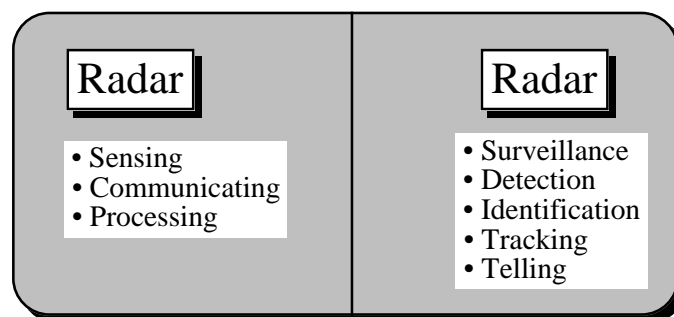 Radar
• Sensing
• Communicating
• Processing
Radar
• Surveillance
• Detection
• Identification
• Tracking
• Telling